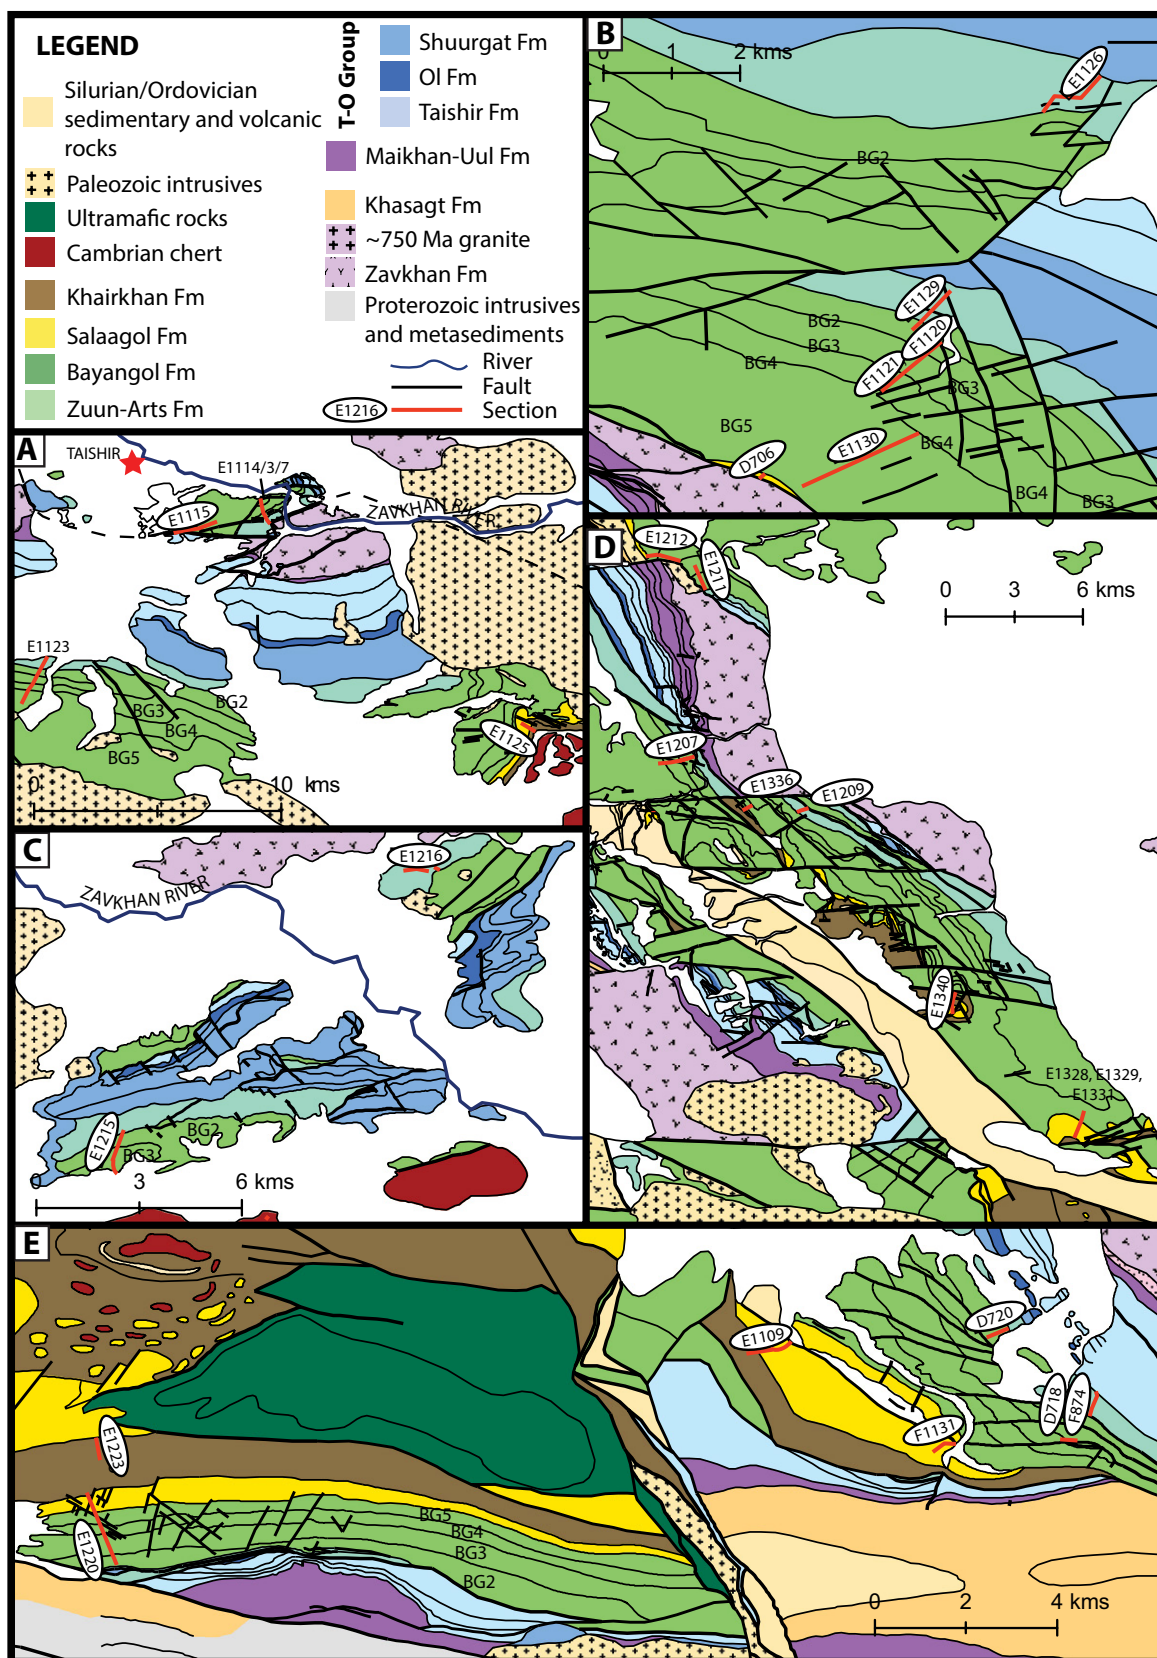 LEGEND
Silurian/Ordovician
sedimentary and volcanic
rocks
Paleozoic intrusives
Ultramafic rocks
Cambrian chert
Khairkhan Fm
Salaagol Fm
Bayangol Fm
Zuun-Arts Fm
T-O Group
Shuurgat Fm
Ol Fm
Taishir Fm
Maikhan-Uul Fm
Khasagt Fm
~750 Ma granite
Zavkhan Fm
Proterozoic intrusives
and metasediments
River
Fault
E1216 Section
A
TAISHIR
E1114/3/7
E1115
ZAVKHAN RIVER
E1123
BG3
BG2
BG4
BG5
E1125
0 10 kms
B
0 1 2 kms
E1126
BG2
E1129
F1120
BG2
BG3
BG4
F1121
BG3
BG5
E1130
BG4
D706
BG4
BG3
C
E1216
ZAVKHAN RIVER
E1215
BG2
BG3
0 3 6 kms
D
E1212
E1211
0 3 6 kms
E1207
E1336
E1209
E1340
E1328, E1329,
E1331
E
E1109
D720
D718
F874
F1131
E1223
E1220
BG5
BG4
BG3
BG2
0 2 4 kms